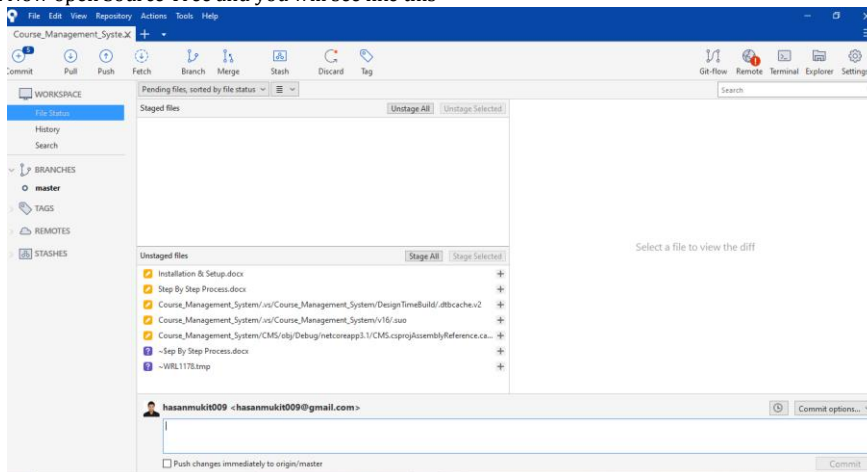 File Edit View Repository Actions Tools Help
Course_Management_Syste
Commit Pull Push Fetch Branch Merge Stash Discard Tag Git-flow Remote Terminal Explorer Settings
WORKSPACE
Pending files, sorted by file status
Search
File Status
Staged files
Unstage All Unstage Selected
History
Search
BRANCHES
master
TAGS
REMOTES
STASHES
Select a file to view the diff
Unstaged files
Stage All Stage Selected
Installation & Setup.docx
Step By Step Process.docx
Course_Management_System/.vs/Course_Management_System/DesignTimeBuild/.dtbcache.v2
Course_Management_System/.vs/Course_Management_System/v16/.suo
Course_Management_System/CMS/obj/Debug/netcoreapp3.1/CMS.csprojAssemblyReference.ca...
~$ep By Step Process.docx
~WRL1178.tmp
hasanmukit009 <hasanmukit009@gmail.com>
Commit options...
Push changes immediately to origin/master
Commit